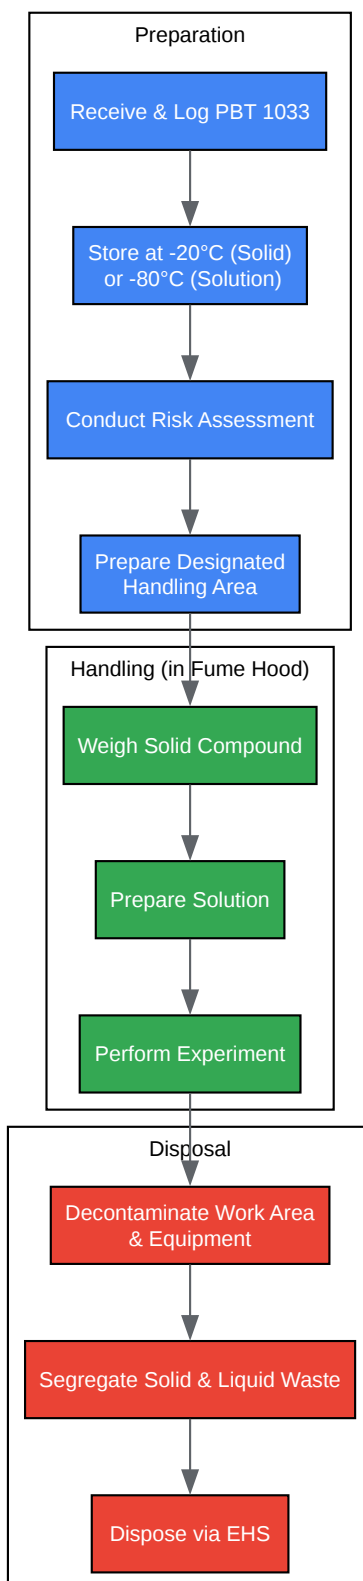 Preparation
Receive & Log PBT 1033
Store at -20°C (Solid)
or -80°C (Solution)
Conduct Risk Assessment
Prepare Designated
Handling Area
Handling (in Fume Hood)
Weigh Solid Compound
Prepare Solution
Perform Experiment
Disposal
Decontaminate Work Area
& Equipment
Segregate Solid & Liquid Waste
Dispose via EHS